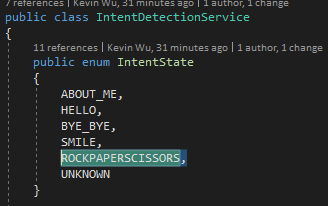 7 references | Kevin Wu, 31 minutes ago | 1 author, 1 change
public class IntentDetectionService
{
11 references | Kevin Wu, 31 minutes ago | 1 author, 1 change
public enum IntentState
{
ABOUT_ME,
HELLO,
BYE_BYE,
SMILE,
ROCKPAPERSCISSORS,
UNKNOWN
}